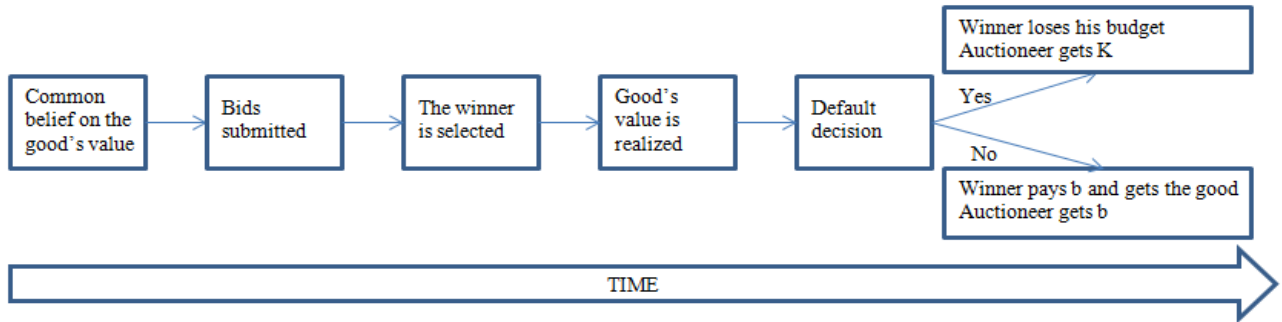 Common
belief on the
good's value
Bids
submitted
The winner
is selected
Good's
value is
realized
Default
decision
Yes
No
Winner loses his budget
Auctioneer gets K
Winner pays b and gets the good
Auctioneer gets b
TIME